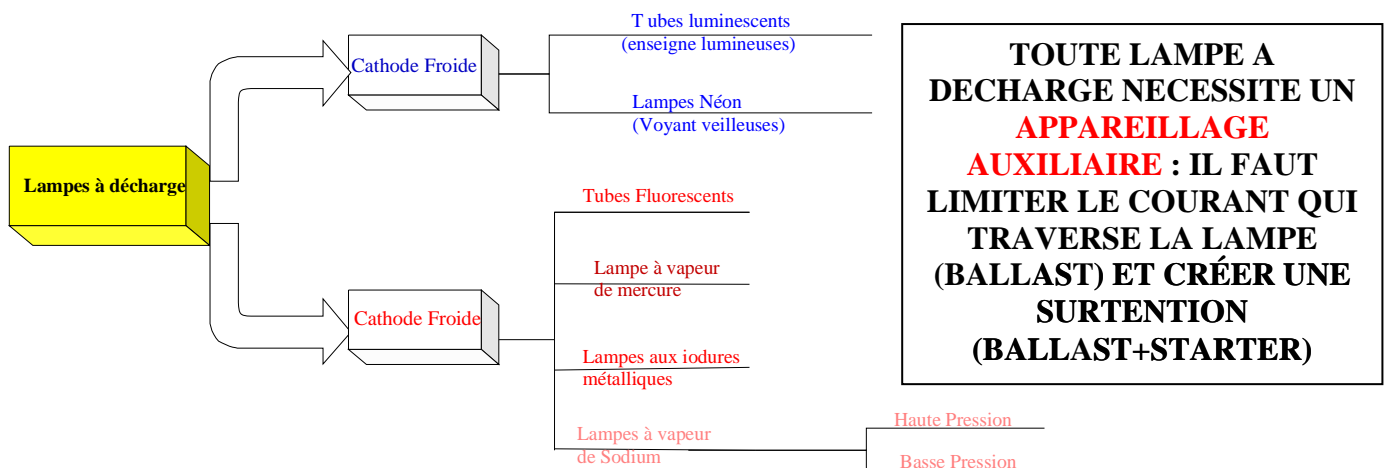 Lampes à décharge
Cathode Froide
T ubes luminescents
(enseigne lumineuses)
Lampes Néon
(Voyant veilleuses)
Cathode Froide
Tubes Fluorescents
Lampe à vapeur
de mercure
Lampes aux iodures
métalliques
Lampes à vapeur
de Sodium
Haute Pression
Basse Pression
TOUTE LAMPE A
DECHARGE NECESSITE UN
APPAREILLAGE
AUXILIAIRE : IL FAUT
LIMITER LE COURANT QUI
TRAVERSE LA LAMPE
(BALLAST) ET CRÉER UNE
SURTENTION
(BALLAST+STARTER)